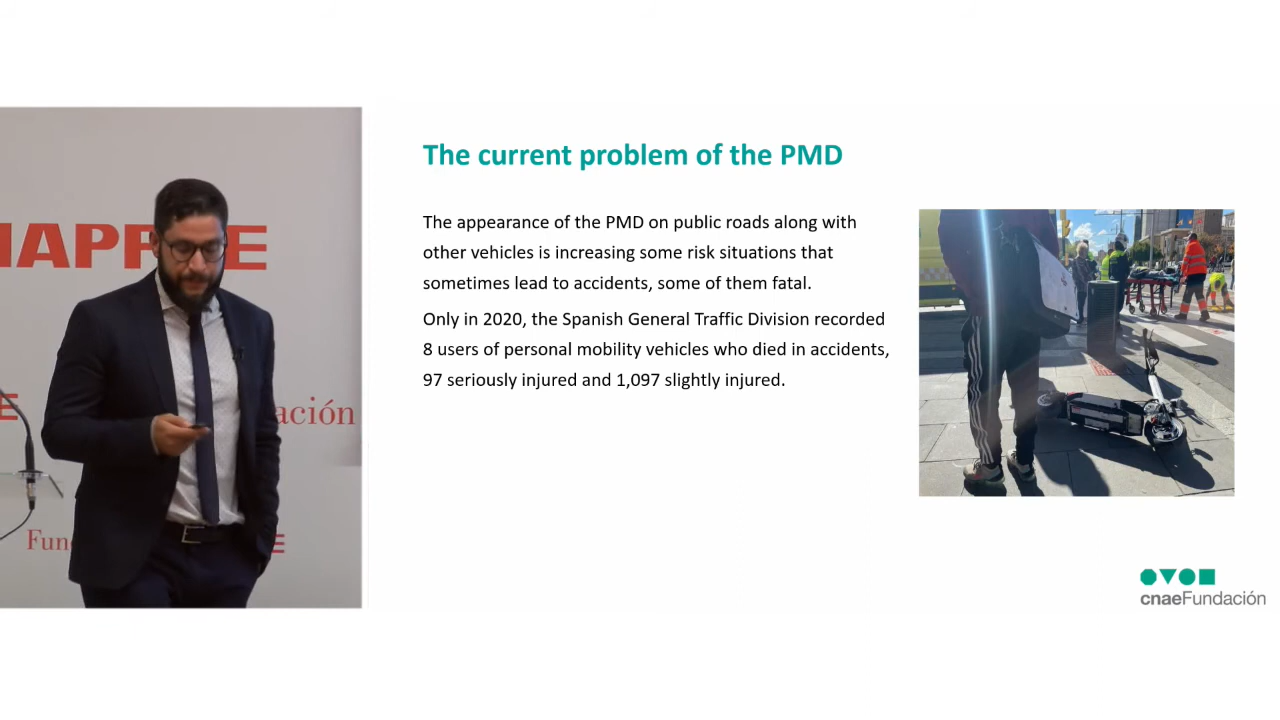 The current problem of the PMD
The appearance of the PMD on public roads along with
other vehicles is increasing some risk situations that
sometimes lead to accidents, some of them fatal.
Only in 2020, the Spanish General Traffic Division recorded
8 users of personal mobility vehicles who died in accidents,
97 seriously injured and 1,097 slightly injured.
cnaeFundación